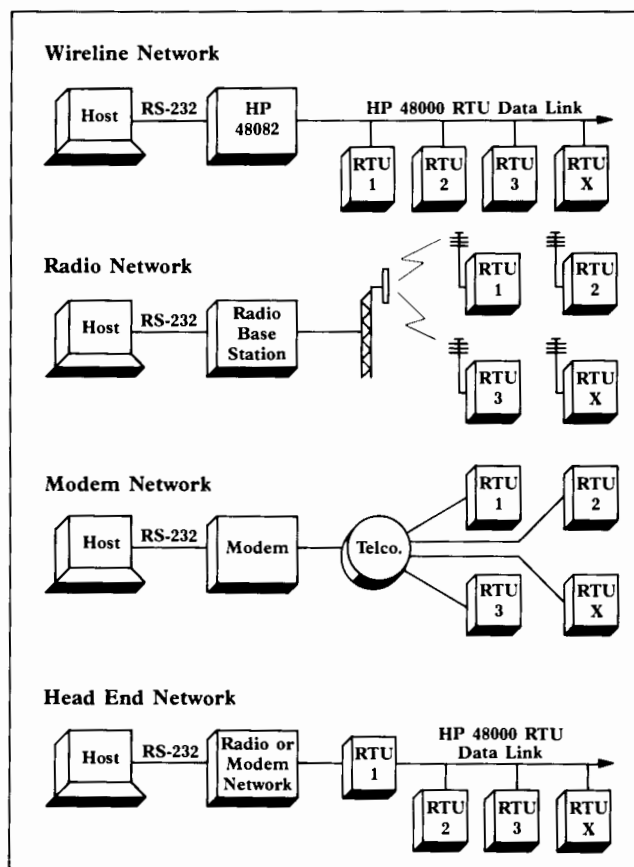 Wireline Network
Host
RS-232
HP
48082
HP 48000 RTU Data Link
RTU
1
RTU
2
RTU
3
RTU
X
Radio Network
Host
RS-232
Radio
Base
Station
RTU
1
RTU
2
RTU
3
RTU
X
Modem Network
Host
RS-232
Modem
Telco.
RTU
1
RTU
2
RTU
3
RTU
X
Head End Network
Host
RS-232
Radio or
Modem
Network
RTU
1
HP 48000 RTU
Data Link
RTU
2
RTU
3
RTU
X